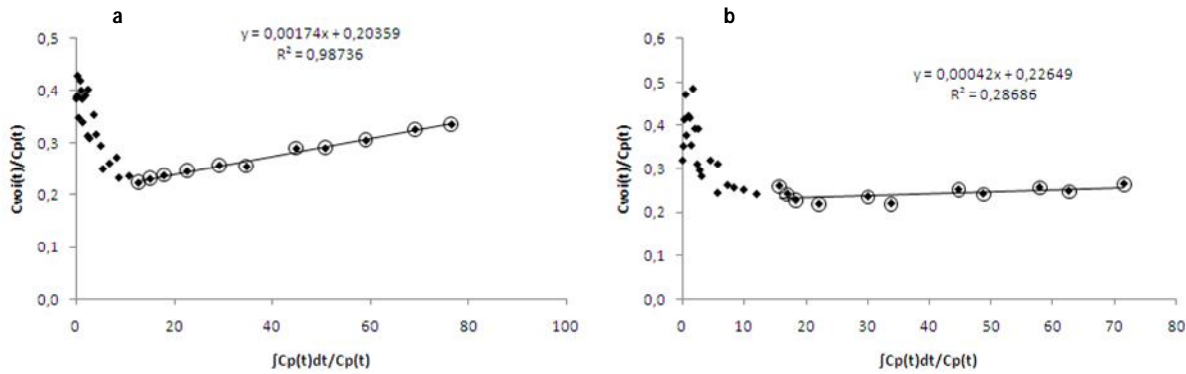 a
y = 0,00174x + 0,20359
R² = 0,98736
0,5
0,4
0,3
0,2
0,1
0,0
Cvoi(t)/Cp(t)
0 20 40 60 80 100
∫Cp(t)dt/Cp(t)
b
y = 0,00042x + 0,22649
R² = 0,28686
0,6
0,5
0,4
0,3
0,2
0,1
0,0
Cvoi(t)/Cp(t)
0 10 20 30 40 50 60 70 80
∫Cp(t)dt/Cp(t)